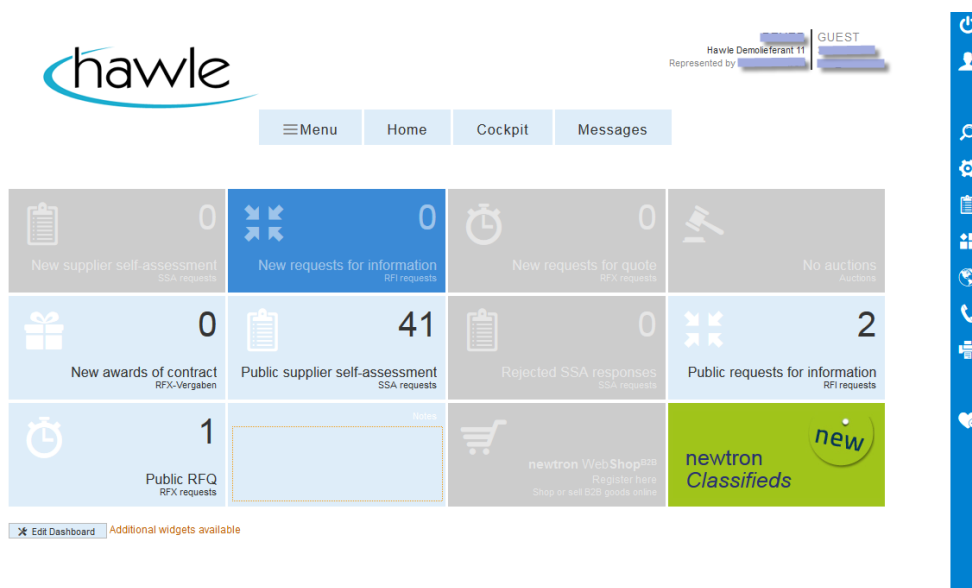 hawle
GUEST
Hawle Demolieferant 11
Represented by
Menu
Home
Cockpit
Messages
0
New supplier self-assessment
SSA requests
0
New requests for information
RFI requests
0
New requests for quote
RFX requests
No auctions
Auctions
0
New awards of contract
RFX-Vergaben
41
Public supplier self-assessment
SSA requests
0
Rejected SSA responses
SSA requests
2
Public requests for information
RFI requests
1
Public RFQ
RFX requests
Notes
newtron WebShopB2B
Register here
Shop or sell B2B goods online
new
newtron
Classifieds
Edit Dashboard
Additional widgets available